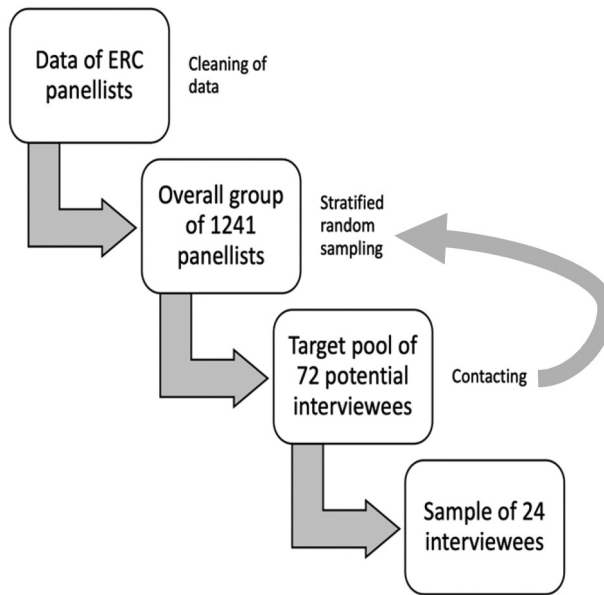 Data of ERC
panellists
Cleaning of
data
Overall group
of 1241
panellists
Stratified
random
sampling
Target pool of
72 potential
interviewees
Contacting
Sample of 24
interviewees